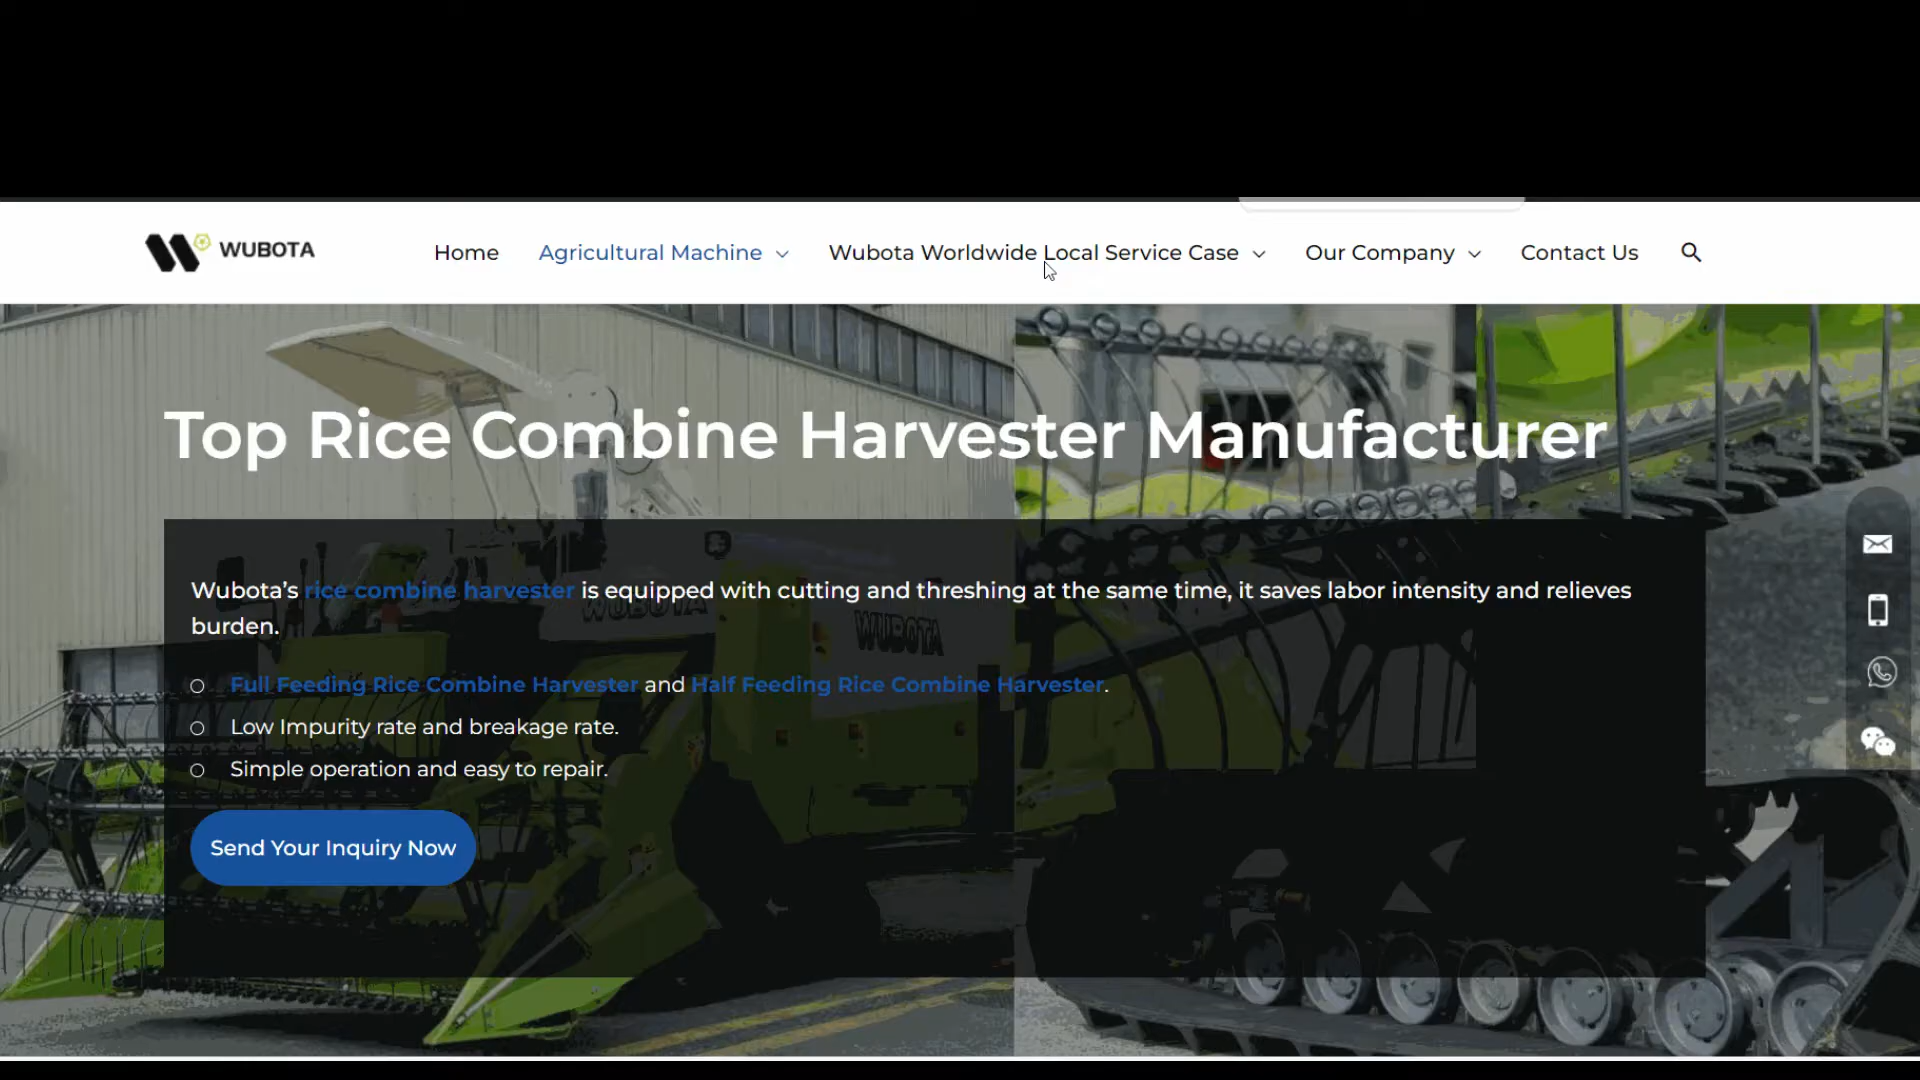 WUBOTA
Home
Agricultural Machine
Wubota Worldwide Local Service Case
Our Company
Contact Us
Top Rice Combine Harvester Manufacturer
Wubota’s rice combine harvester is equipped with cutting and threshing at the same time, it saves labor intensity and relieves
burden.
Full Feeding Rice Combine Harvester and Half Feeding Rice Combine Harvester.
Low Impurity rate and breakage rate.
Simple operation and easy to repair.
Send Your Inquiry Now
WUBOTA
WUBOTA